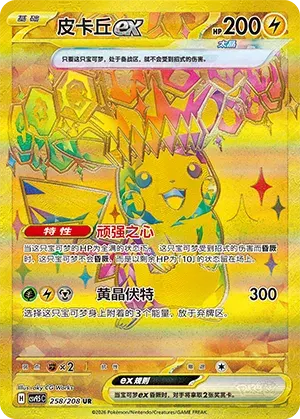 基础 皮卡丘ex HP 200
太晶
只要这只宝可梦，处于备战区，就不会受到招式的伤害。
特性 顽强之心
当这只宝可梦的HP为全满的状态下，这只宝可梦受到招式的伤害而昏厥时，这只宝可梦不会昏厥，而是以剩余HP为「10」的状态留在场上。
黄晶伏特 300
选择这只宝可梦身上附着的3个能量，放于弃牌区。
×2
ex规则
当宝可梦ex昏厥时，对手将拿取2张奖赏卡。
H 258/208 UR
©2026 Pokémon/Nintendo/Creatures/GAME FREAK.